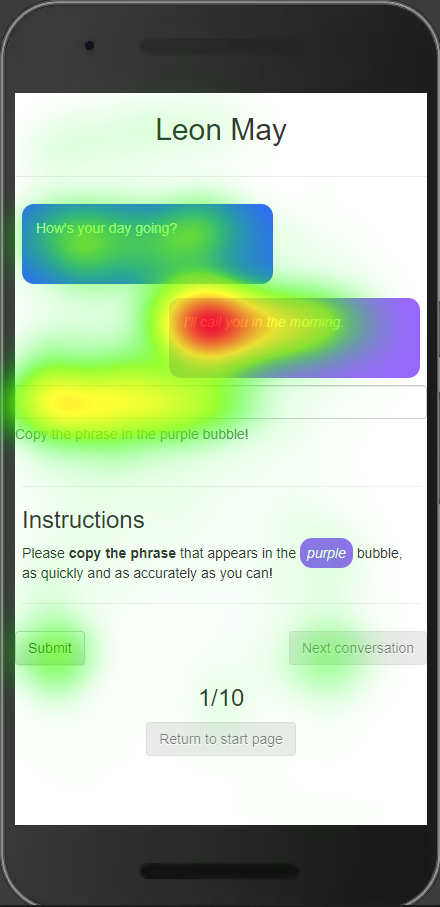 Leon May
How's your day going?
I'll call you in the morning.
...
Copy the phrase in the purple bubble!
Instructions
Please copy the phrase that appears in the purple bubble,
as quickly and as accurately as you can!
Submit
Next conversation
1/10
Return to start page